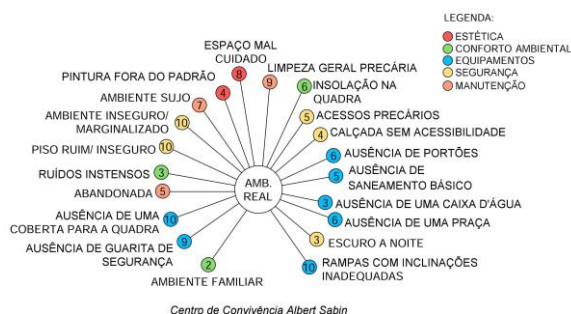 LEGENDA:
ESTÉTICA
CONFORTO AMBIENTAL
EQUIPAMENTOS
SEGURANÇA
MANUTENÇÃO
ESPAÇO MAL
CUIDADO
8
PINTURA FORA DO PADRÃO
4
AMBIENTE SUJO
7
AMBIENTE INSEGURO/
MARGINALIZADO
10
PISO RUIM/ INSEGURO
10
RUÍDOS INSTENSOS
3
ABANDONADA
5
AUSÊNCIA DE UMA
COBERTA PARA A QUADRA
10
AUSÊNCIA DE GUARITA DE
SEGURANÇA
9
AMBIENTE FAMILIAR
2
AMB.
REAL
LIMPEZA GERAL PRECÁRIA
9
INSOLAÇÃO NA
QUADRA
6
ACESSOS PRECÁRIOS
5
CALÇADA SEM ACESSIBILIDADE
4
AUSÊNCIA DE PORTÕES
6
AUSÊNCIA DE
SANEAMENTO BÁSICO
5
AUSÊNCIA DE UMA CAIXA D'ÁGUA
3
AUSÊNCIA DE UMA PRAÇA
6
ESCURO A NOITE
3
RAMPAS COM INCLINAÇÕES
INADEQUADAS
10
Centro de Convivência Albert Sabin